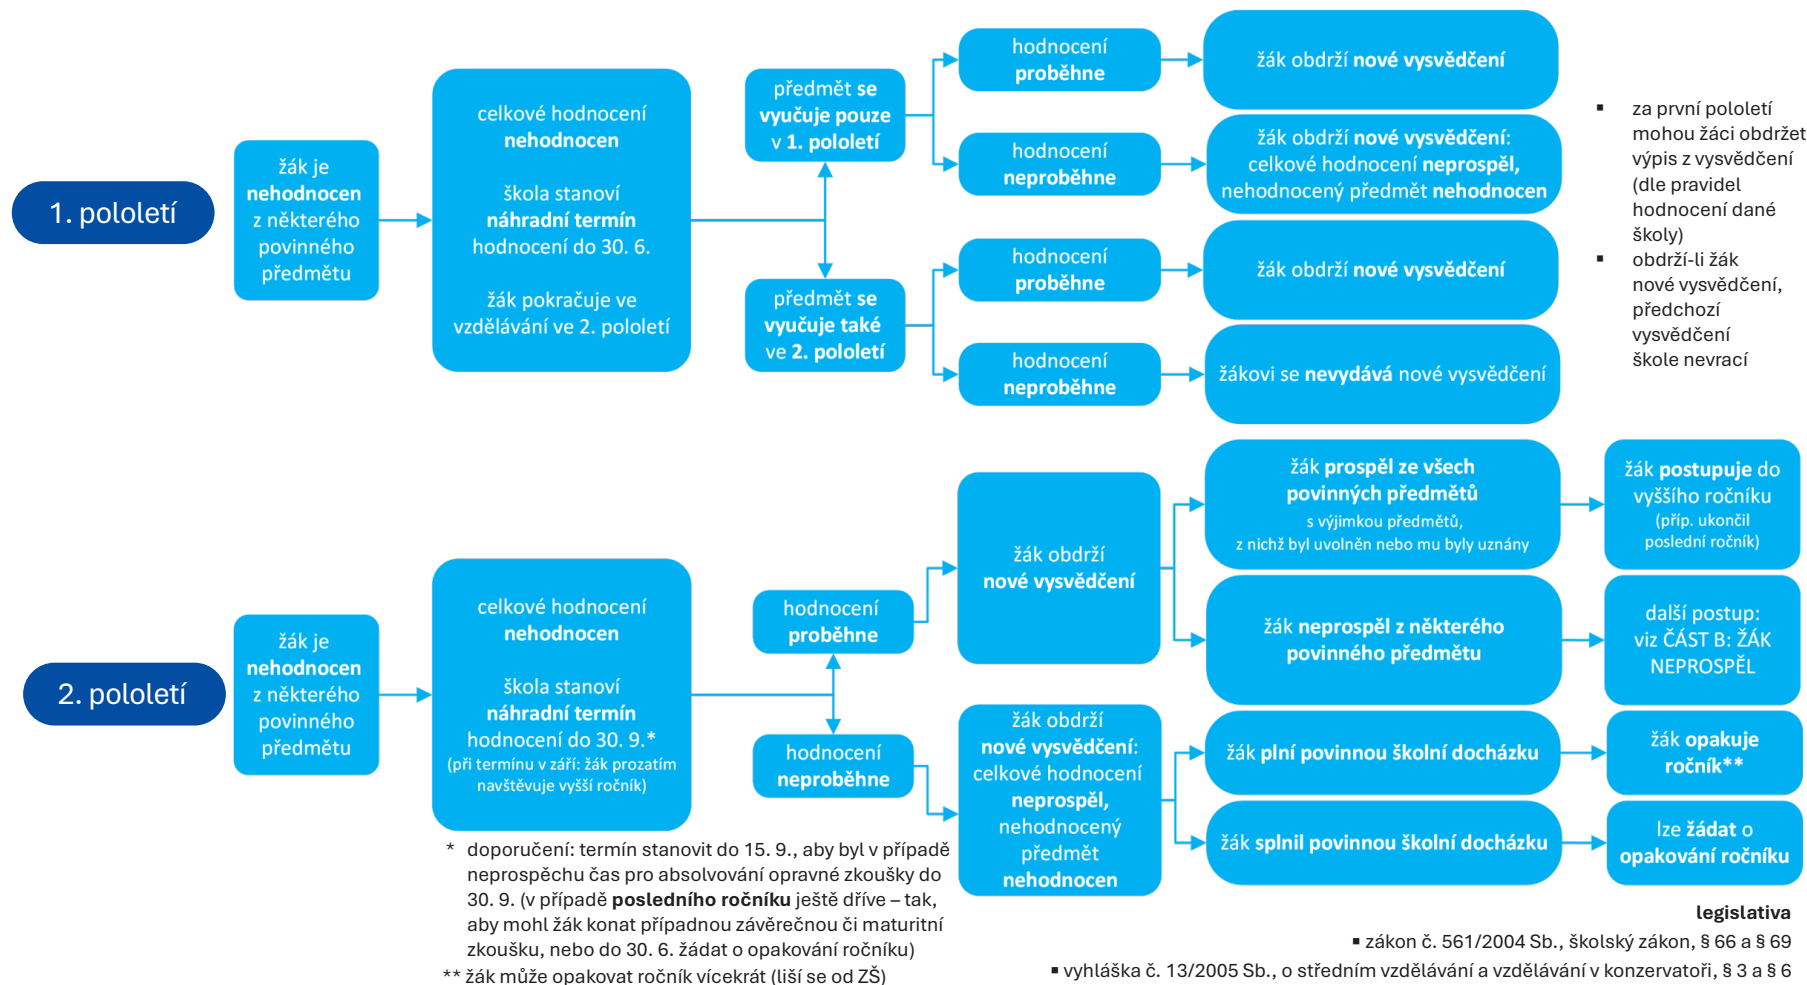 1. pololetí
žák je
nehodnocen
z některého
povinného
předmětu
celkové hodnocení
nehodnocen
škola stanoví
náhradní termín
hodnocení do 30. 6.
žák pokračuje ve
vzdělávání ve 2. pololetí
předmět se
vyučuje pouze
v 1. pololetí
hodnocení
proběhne
žák obdrží nové vysvědčení
hodnocení
neproběhne
žák obdrží nové vysvědčení:
celkové hodnocení neprospěl,
nehodnocený předmět nehodnocen
předmět se
vyučuje také
ve 2. pololetí
hodnocení
proběhne
žák obdrží nové vysvědčení
hodnocení
neproběhne
žákovi se nevydává nové vysvědčení
▪ za první pololetí
mohou žáci obdržet
výpis z vysvědčení
(dle pravidel
hodnocení dané
školy)
▪ obdrží-li žák
nové vysvědčení,
předchozí
vysvědčení
škole nevrací
2. pololetí
žák je
nehodnocen
z některého
povinného
předmětu
celkové hodnocení
nehodnocen
škola stanoví
náhradní termín
hodnocení do 30. 9.*
(při termínu v září: žák prozatím
navštěvuje vyšší ročník)
hodnocení
proběhne
žák obdrží
nové vysvědčení
žák prospěl ze všech
povinných předmětů
s výjimkou předmětů,
z nichž byl uvolněn nebo mu byly uznány
žák postupuje do
vyššího ročníku
(příp. ukončil
poslední ročník)
žák neprospěl z některého
povinného předmětu
další postup:
viz ČÁST B: ŽÁK
NEPROSPĚL
hodnocení
neproběhne
žák obdrží
nové vysvědčení:
celkové hodnocení
neprospěl,
nehodnocený
předmět
nehodnocen
žák plní povinnou školní docházku
žák opakuje
ročník**
žák splnil povinnou školní docházku
lze žádat o
opakování ročníku
* doporučení: termín stanovit do 15. 9., aby byl v případě
neprospěchu čas pro absolvování opravné zkoušky do
30. 9. (v případě posledního ročníku ještě dříve – tak,
aby mohl žák konat případnou závěrečnou či maturitní
zkoušku, nebo do 30. 6. žádat o opakování ročníku)
** žák může opakovat ročník vícekrát (liší se od ZŠ)
legislativa
▪ zákon č. 561/2004 Sb., školský zákon, § 66 a § 69
▪ vyhláška č. 13/2005 Sb., o středním vzdělávání a vzdělávání v konzervatoři, § 3 a § 6